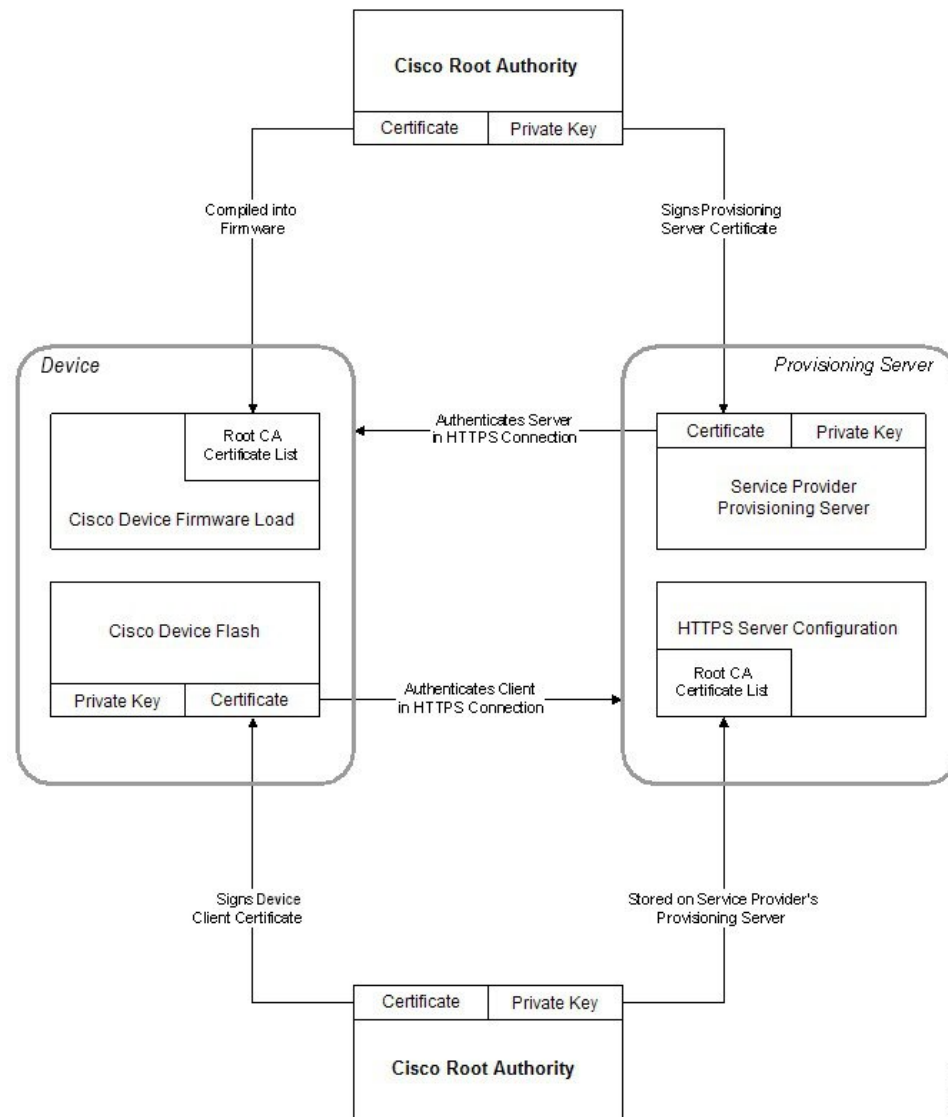 Cisco Root Authority
Certificate
Private Key
Compiled into
Firmware
Signs Provisioning
Server Certificate
Device
Provisioning Server
Root CA
Certificate List
Cisco Device Firmware Load
Authenticates Server
in HTTPS Connection
Certificate
Private Key
Service Provider
Provisioning Server
Cisco Device Flash
Private Key
Certificate
Authenticates Client
in HTTPS Connection
HTTPS Server Configuration
Root CA
Certificate List
Signs Device
Client Certificate
Stored on Service Provider's
Provisioning Server
Certificate
Private Key
Cisco Root Authority